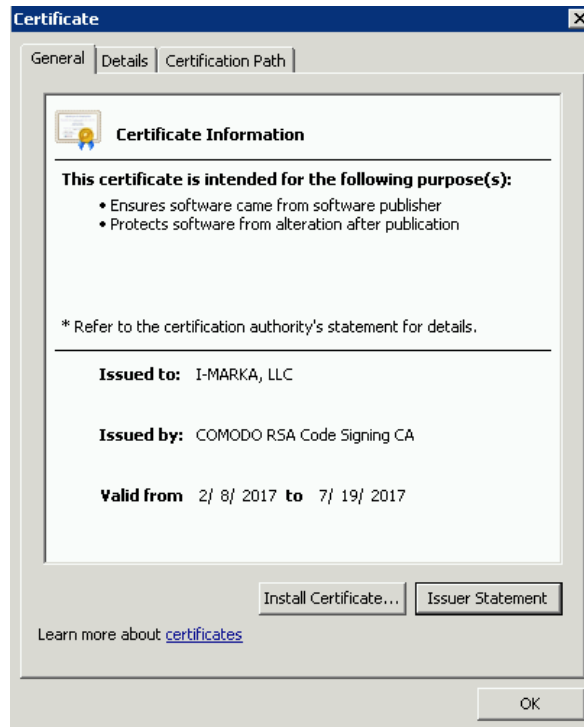 Certificate
General Details Certification Path
Certificate Information
This certificate is intended for the following purpose(s):
• Ensures software came from software publisher
• Protects software from alteration after publication
* Refer to the certification authority's statement for details.
Issued to: I-MARKA, LLC
Issued by: COMODO RSA Code Signing CA
Valid from 2/ 8/ 2017 to 7/ 19/ 2017
Install Certificate... Issuer Statement
Learn more about certificates
OK